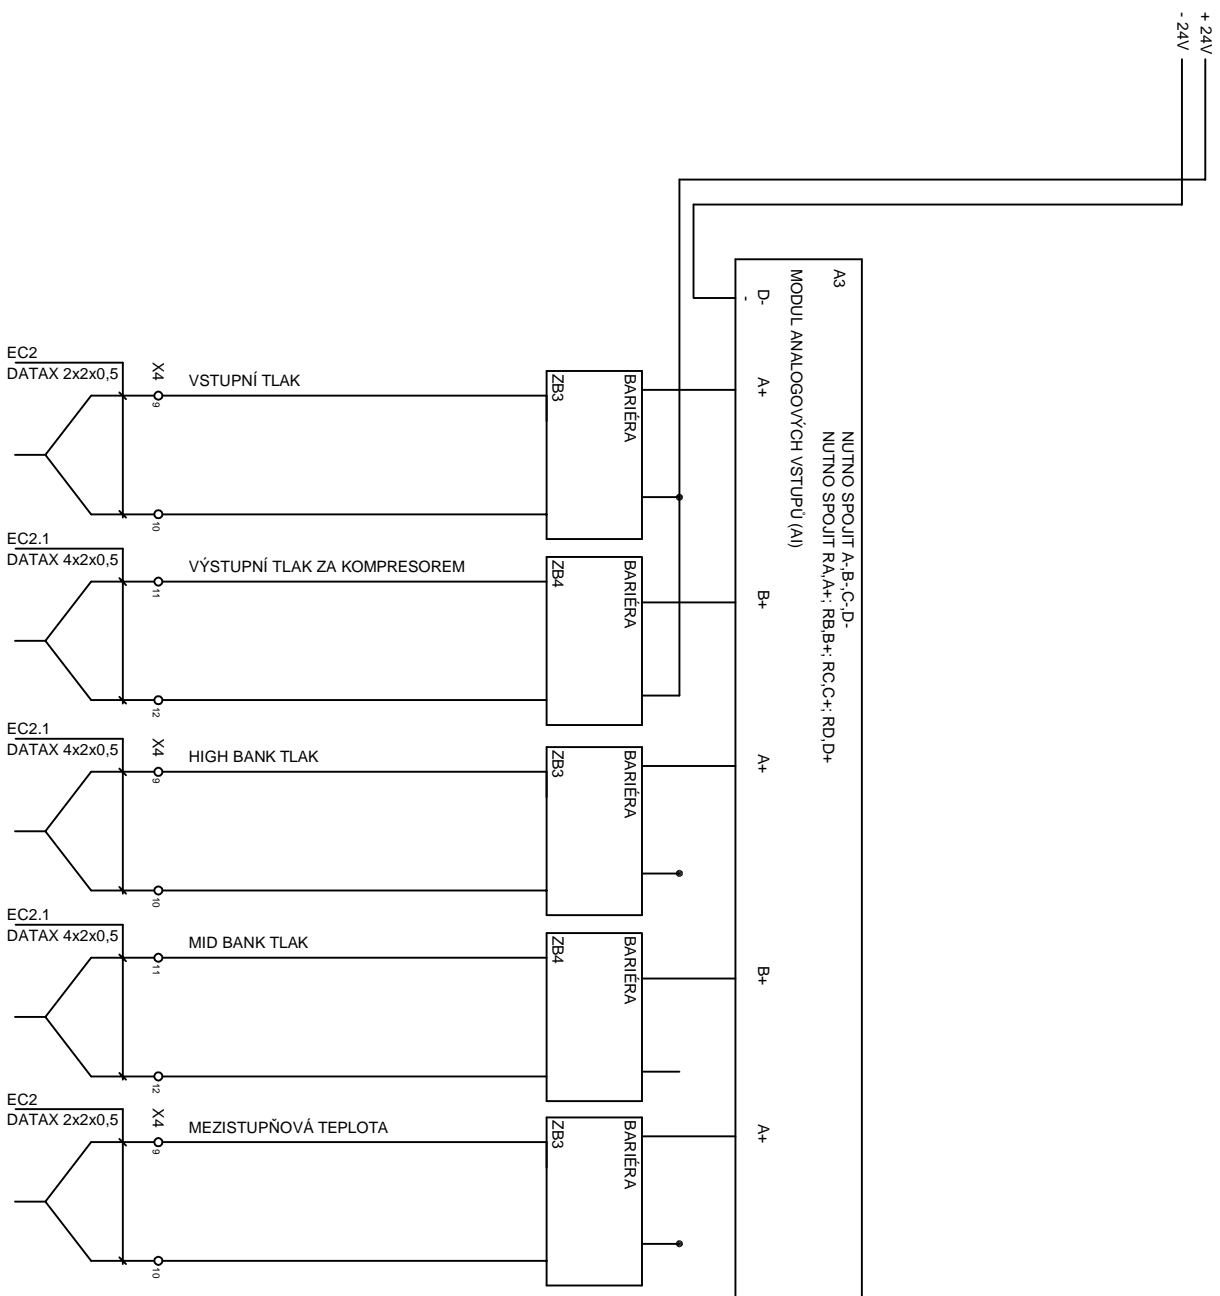 + 24V
- 24V
A3
MODUL ANALOGOVÝCH VSTUPŮ (AI)
NUTNO SPOJIT A-,B-,C-,D-
NUTNO SPOJIT RA,A+; RB,B+; RC,C+; RD,D+
D-
-
A+
B+
A+
B+
A+
EC2
DATAX 2x2x0,5
X4
9
10
VSTUPNÍ TLAK
BARIÉRA
ZB3
EC2.1
DATAX 4x2x0,5
11
12
VÝSTUPNÍ TLAK ZA KOMPRESOREM
BARIÉRA
ZB4
EC2.1
DATAX 4x2x0,5
X4
9
10
HIGH BANK TLAK
BARIÉRA
ZB3
EC2.1
DATAX 4x2x0,5
11
12
MID BANK TLAK
BARIÉRA
ZB4
EC2
DATAX 2x2x0,5
X4
9
10
MEZISTUPŇOVÁ TEPLOTA
BARIÉRA
ZB3